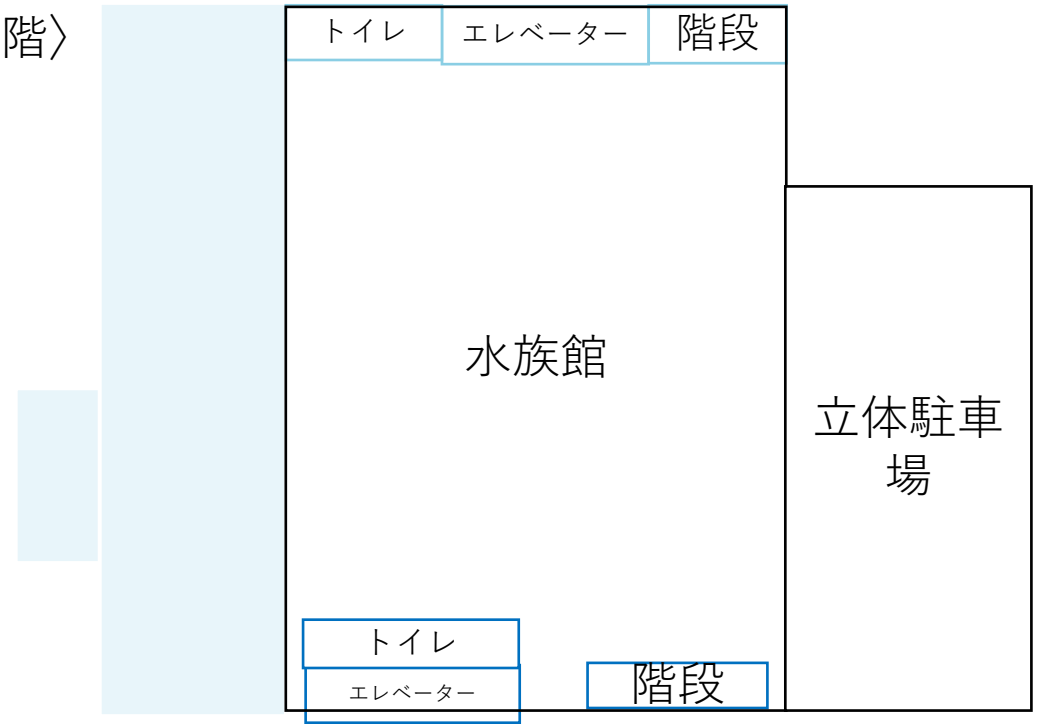 階〉
トイレ
エレベーター
階段
水族館
立体駐車
場
トイレ
エレベーター
階段